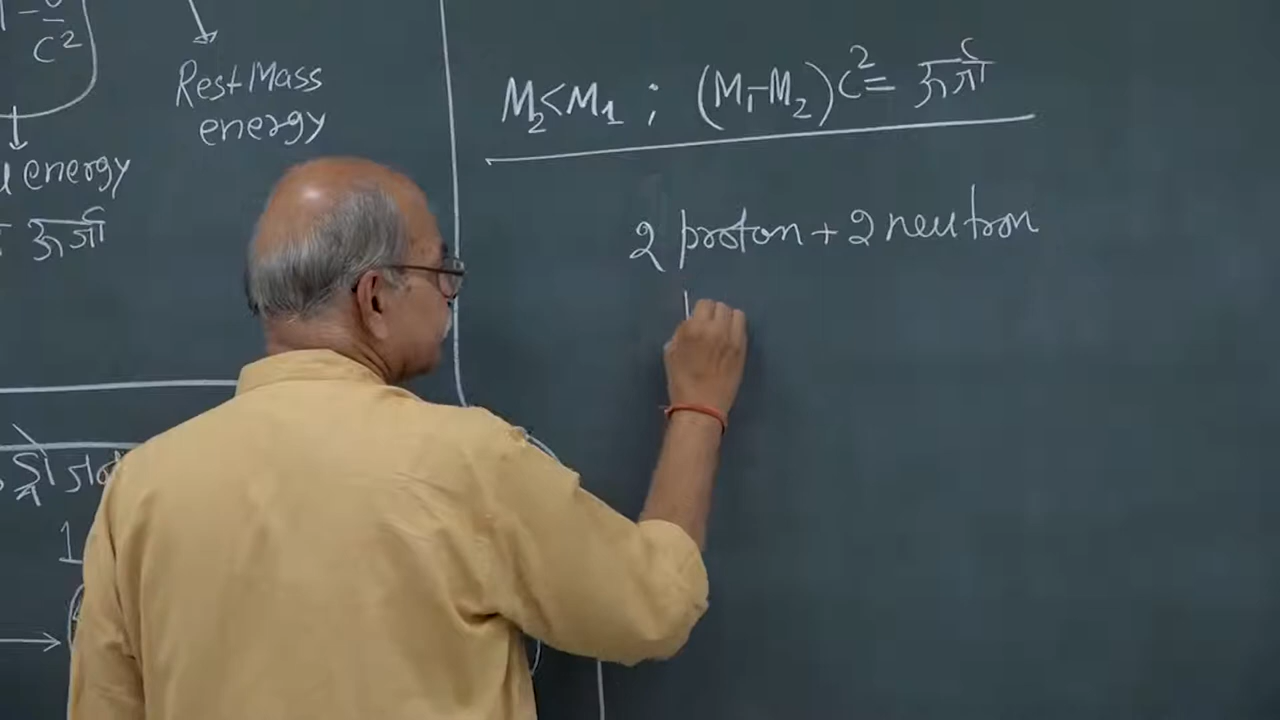 C²
Rest Mass
energy
energy
ऊर्जा
1
M₂<M₁ ; (M₁-M₂)C²= ऊर्जा
2 proton + 2 neutron